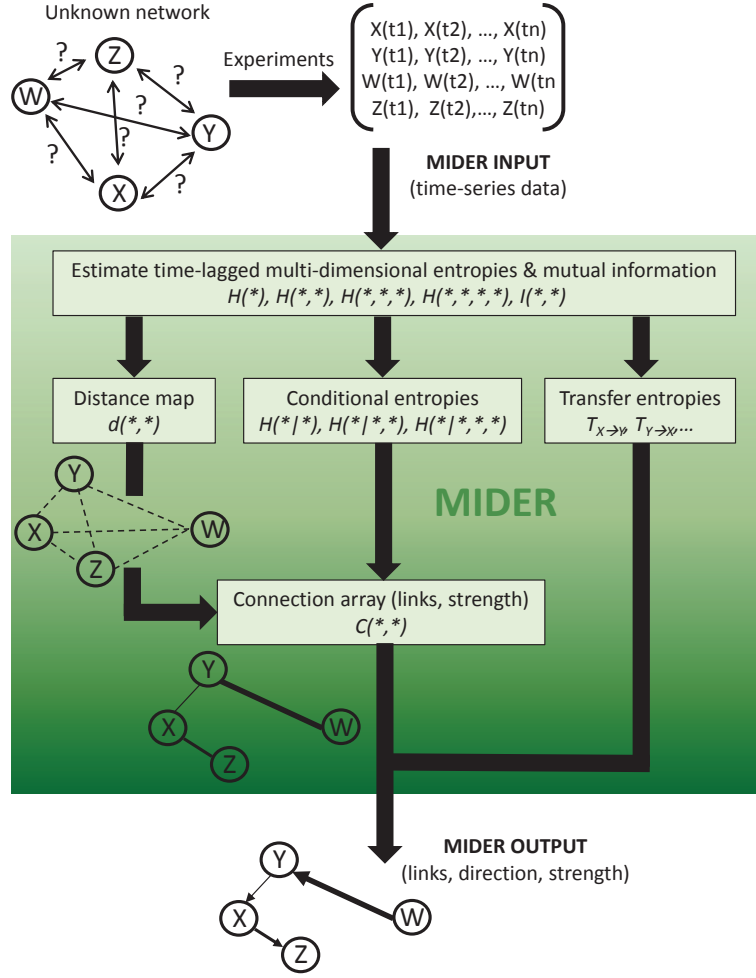 Unknown network
?
Z
?
W
?
?
Y
?
?
X
Experiments
X(t1), X(t2), ..., X(tn)
Y(t1), Y(t2), ..., Y(tn)
W(t1), W(t2), ..., W(tn
Z(t1), Z(t2),..., Z(tn)
MIDER INPUT
(time-series data)
Estimate time-lagged multi-dimensional entropies & mutual information
H(*), H(*,*), H(*,*,*), H(*,*,*,*), I(*,*)
Distance map
d(*,*)
Conditional entropies
H(*|*), H(*|*,*), H(*|*,*,*)
Transfer entropies
T_{X→Y}, T_{Y→X},...
MIDER
Y
X
W
Z
Connection array (links, strength)
C(*,*)
Y
X
W
Z
MIDER OUTPUT
(links, direction, strength)
Y
X
W
Z